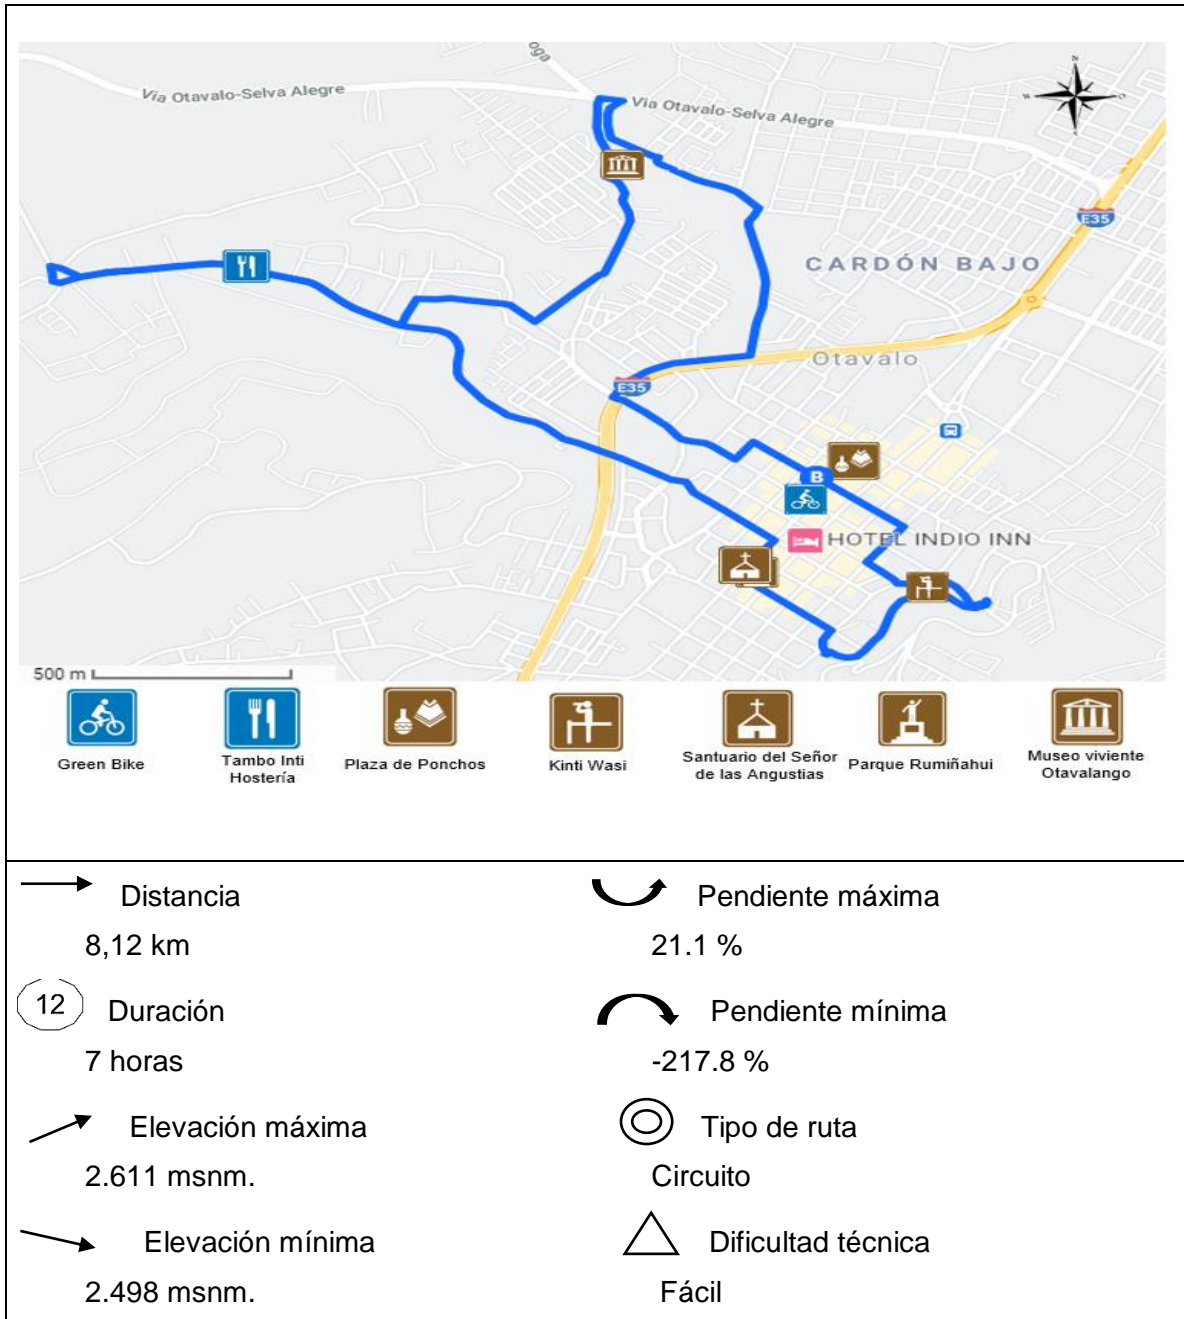 oga
Via Otavalo-Selva Alegre
Via Otavalo-Selva Alegre
N
E35
CARDÓN BAJO
Otavalo
E35
B
HOTEL INDIO INN
500 m
Green Bike
Tambo Inti
Hostería
Plaza de Ponchos
Kinti Wasi
Santuario del Señor
de las Angustias
Parque Rumiñahui
Museo viviente
Otavalango
Distancia
8,12 km
Pendiente máxima
21.1 %
12 Duración
7 horas
Pendiente mínima
-217.8 %
Elevación máxima
2.611 msnm.
Tipo de ruta
Circuito
Elevación mínima
2.498 msnm.
Dificultad técnica
Fácil